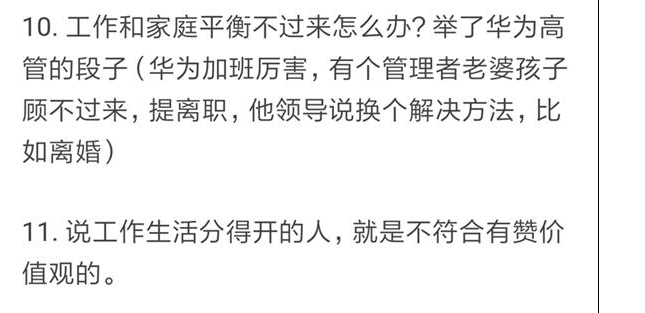 10. 工作和家庭平衡不过来怎么办? 举了华为高
管的段子 (华为加班厉害, 有个管理者老婆孩子
顾不过来, 提离职, 他领导说换个解决方法, 比
如离婚)
11. 说工作生活分得开的人, 就是不符合有赞价
值观的。